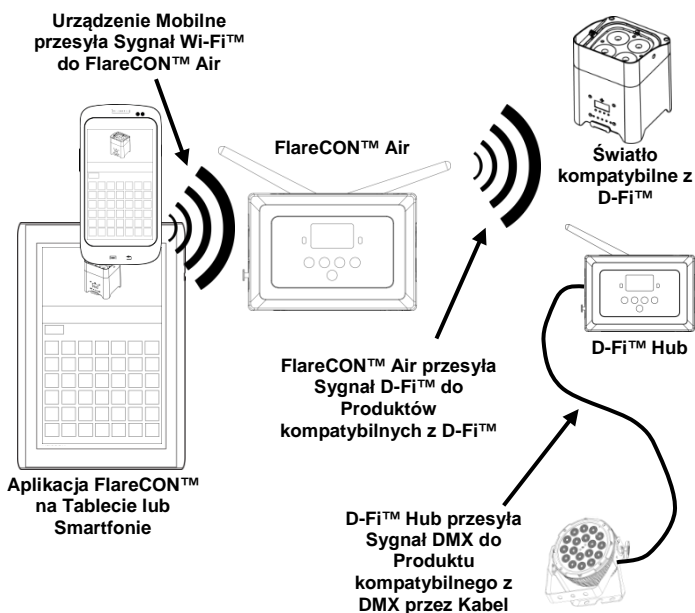 Urządzenie Mobilne
przesyła Sygnał Wi-Fi™
do FlareCON™ Air
FlareCON™ Air
Światło
kompatybilne z
D-Fi™
D-Fi™ Hub
FlareCON™ Air przesyła
Sygnał D-Fi™ do
Produktów
kompatybilnych z D-Fi™
Aplikacja FlareCON™
na Tablecie lub
Smartfonie
D-Fi™ Hub przesyła
Sygnał DMX do
Produktu
kompatybilnego z
DMX przez Kabel